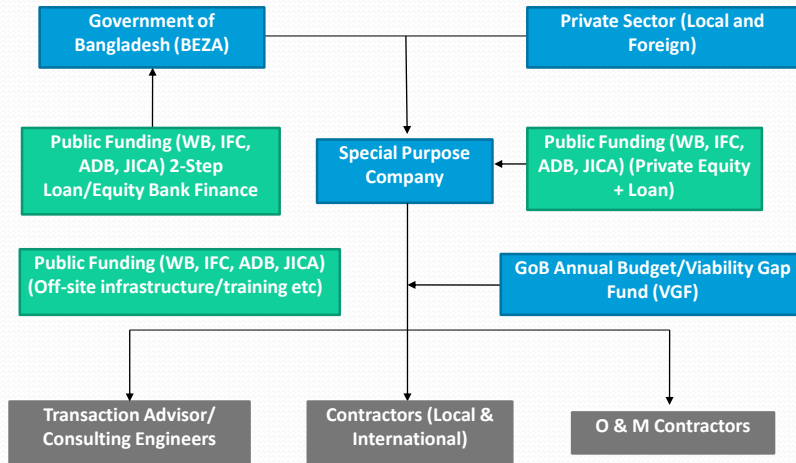 Government of
Bangladesh (BEZA)
Private Sector (Local and
Foreign)
Public Funding (WB, IFC,
ADB, JICA) 2-Step
Loan/Equity Bank Finance
Special Purpose
Company
Public Funding (WB, IFC,
ADB, JICA) (Private Equity
+ Loan)
Public Funding (WB, IFC, ADB, JICA)
(Off-site infrastructure/training etc)
GoB Annual Budget/Viability Gap
Fund (VGF)
Transaction Advisor/
Consulting Engineers
Contractors (Local &
International)
O & M Contractors